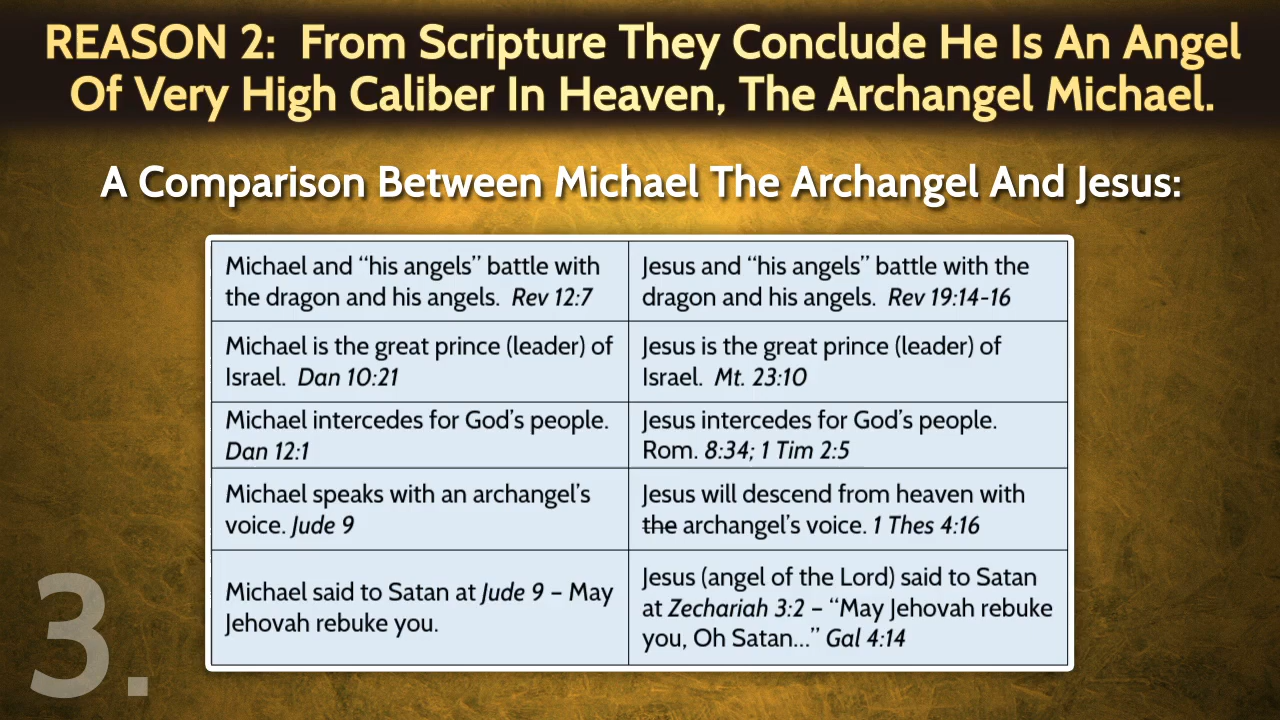 REASON 2:  From Scripture They Conclude He Is An Angel
Of Very High Caliber In Heaven, The Archangel Michael.
A Comparison Between Michael The Archangel And Jesus:
Michael and “his angels” battle with
the dragon and his angels.  Rev 12:7
Jesus and “his angels” battle with the
dragon and his angels.  Rev 19:14-16
Michael is the great prince (leader) of
Israel.  Dan 10:21
Jesus is the great prince (leader) of
Israel.  Mt. 23:10
Michael intercedes for God’s people.
Dan 12:1
Jesus intercedes for God’s people.
Rom. 8:34; 1 Tim 2:5
Michael speaks with an archangel’s
voice. Jude 9
Jesus will descend from heaven with
the archangel’s voice. 1 Thes 4:16
Michael said to Satan at Jude 9 – May
Jehovah rebuke you.
Jesus (angel of the Lord) said to Satan
at Zechariah 3:2 – “May Jehovah rebuke
you, Oh Satan...” Gal 4:14
3.